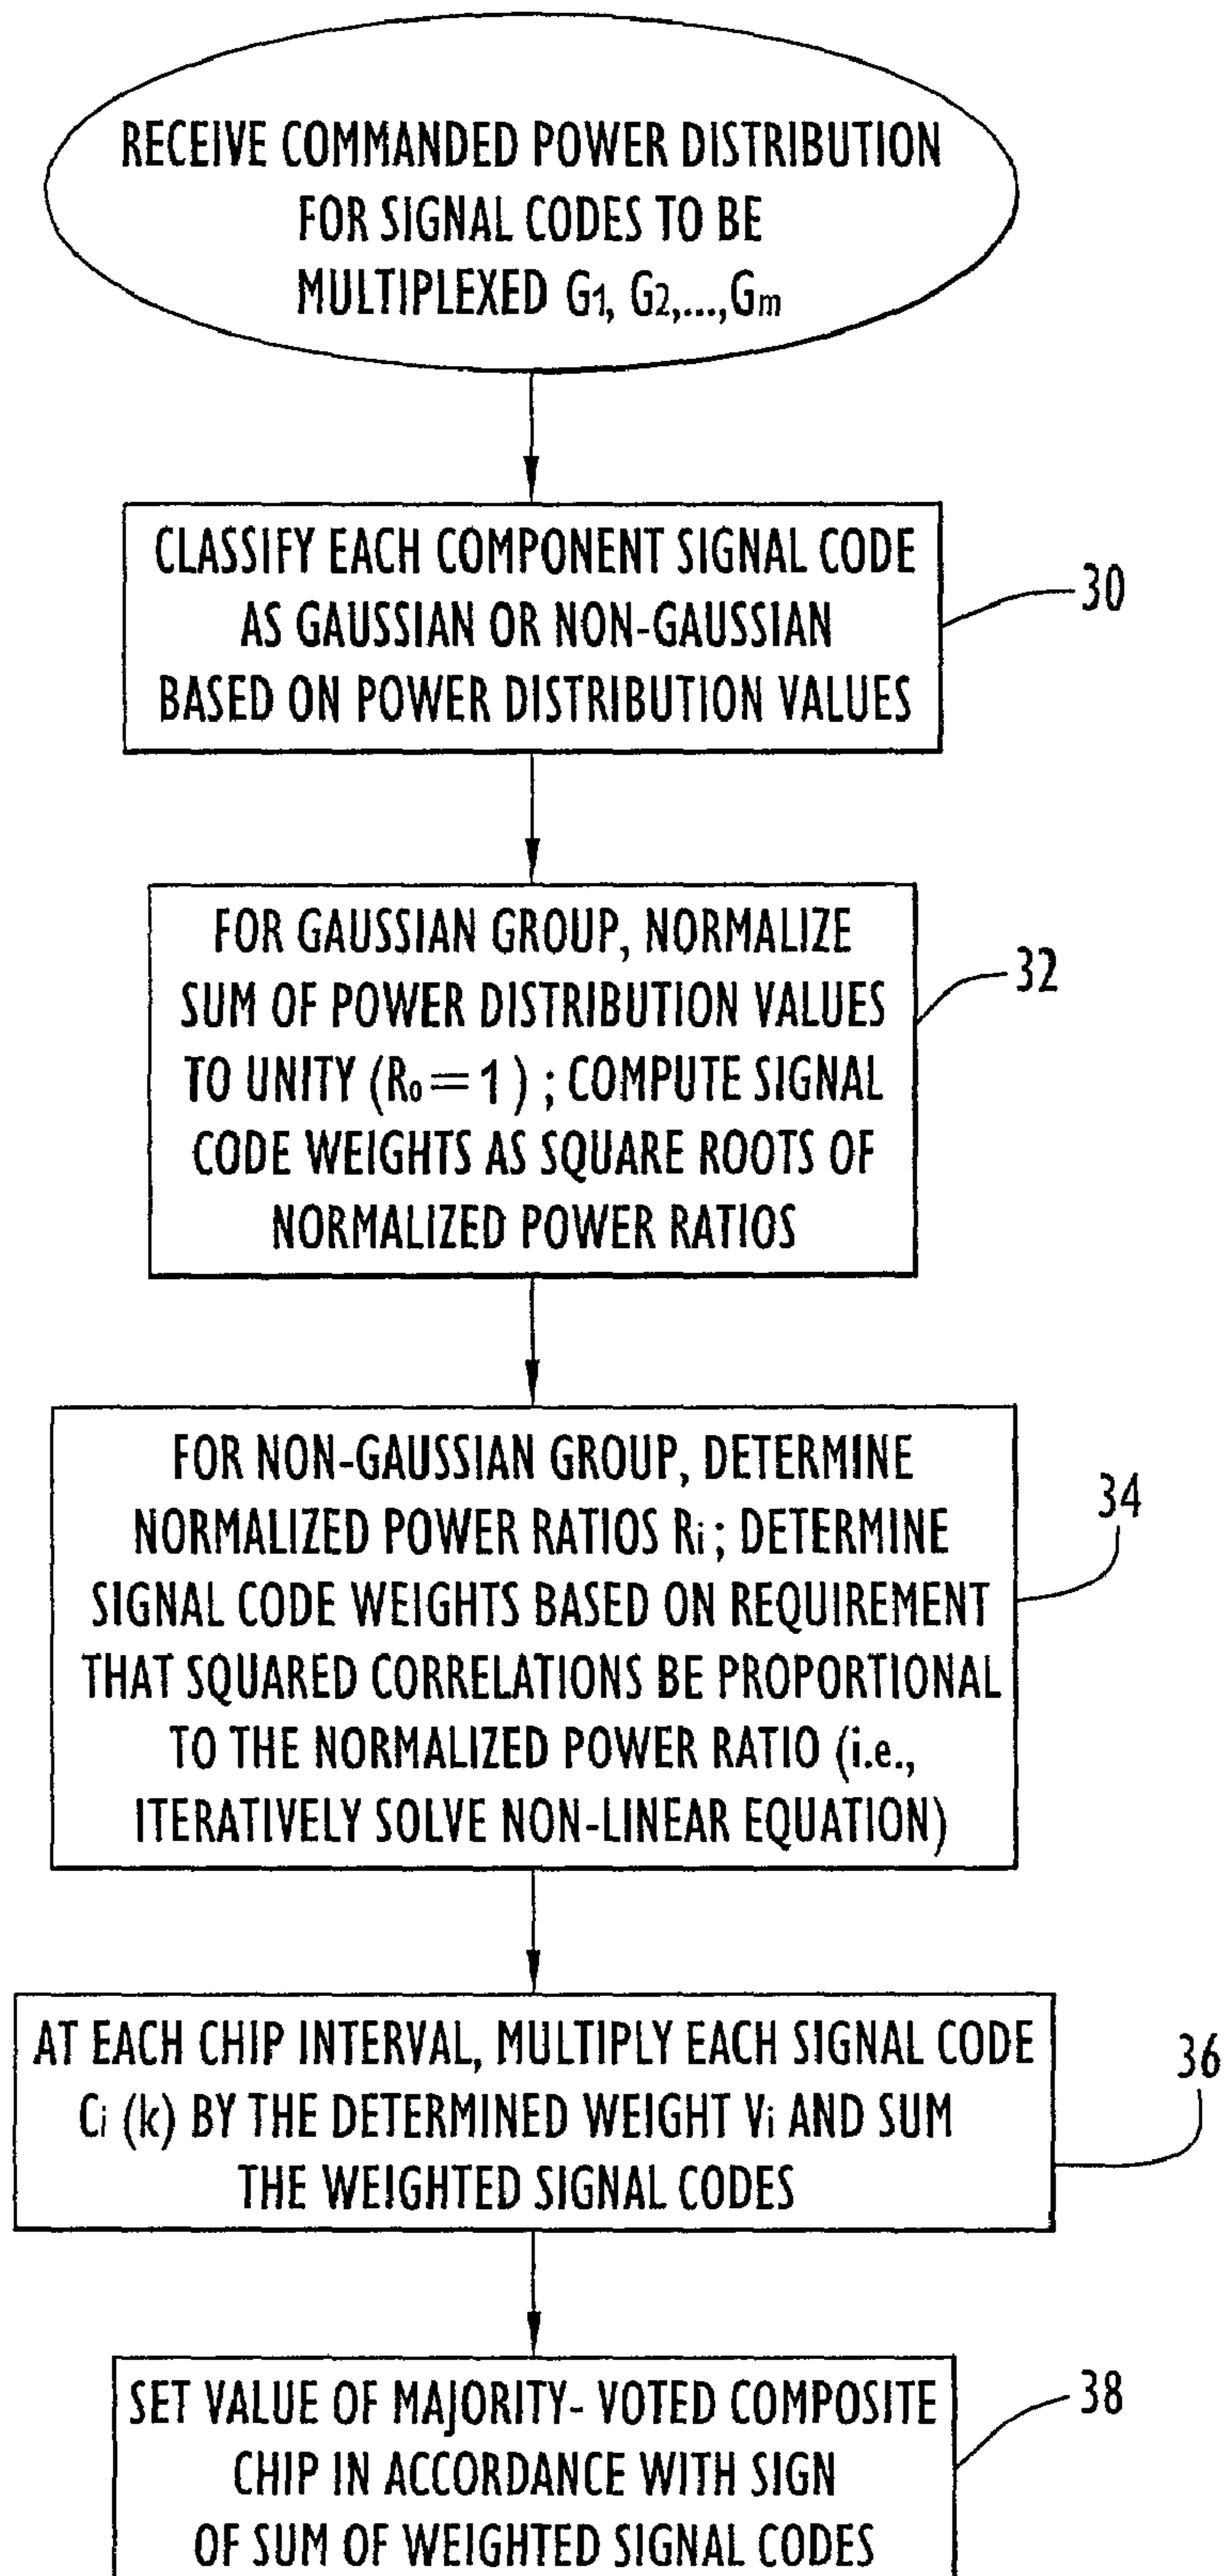 RECEIVE COMMANDED POWER DISTRIBUTION
FOR SIGNAL CODES TO BE
MULTIPLEXED G1, G2,...,Gm
CLASSIFY EACH COMPONENT SIGNAL CODE
AS GAUSSIAN OR NON-GAUSSIAN
BASED ON POWER DISTRIBUTION VALUES
30
FOR GAUSSIAN GROUP, NORMALIZE
SUM OF POWER DISTRIBUTION VALUES
TO UNITY (R0 = 1 ) ; COMPUTE SIGNAL
CODE WEIGHTS AS SQUARE ROOTS OF
NORMALIZED POWER RATIOS
32
FOR NON-GAUSSIAN GROUP, DETERMINE
NORMALIZED POWER RATIOS Ri ; DETERMINE
SIGNAL CODE WEIGHTS BASED ON REQUIREMENT
THAT SQUARED CORRELATIONS BE PROPORTIONAL
TO THE NORMALIZED POWER RATIO (i.e.,
ITERATIVELY SOLVE NON-LINEAR EQUATION)
34
AT EACH CHIP INTERVAL, MULTIPLY EACH SIGNAL CODE
Ci (k) BY THE DETERMINED WEIGHT Vi AND SUM
THE WEIGHTED SIGNAL CODES
36
SET VALUE OF MAJORITY- VOTED COMPOSITE
CHIP IN ACCORDANCE WITH SIGN
OF SUM OF WEIGHTED SIGNAL CODES
38